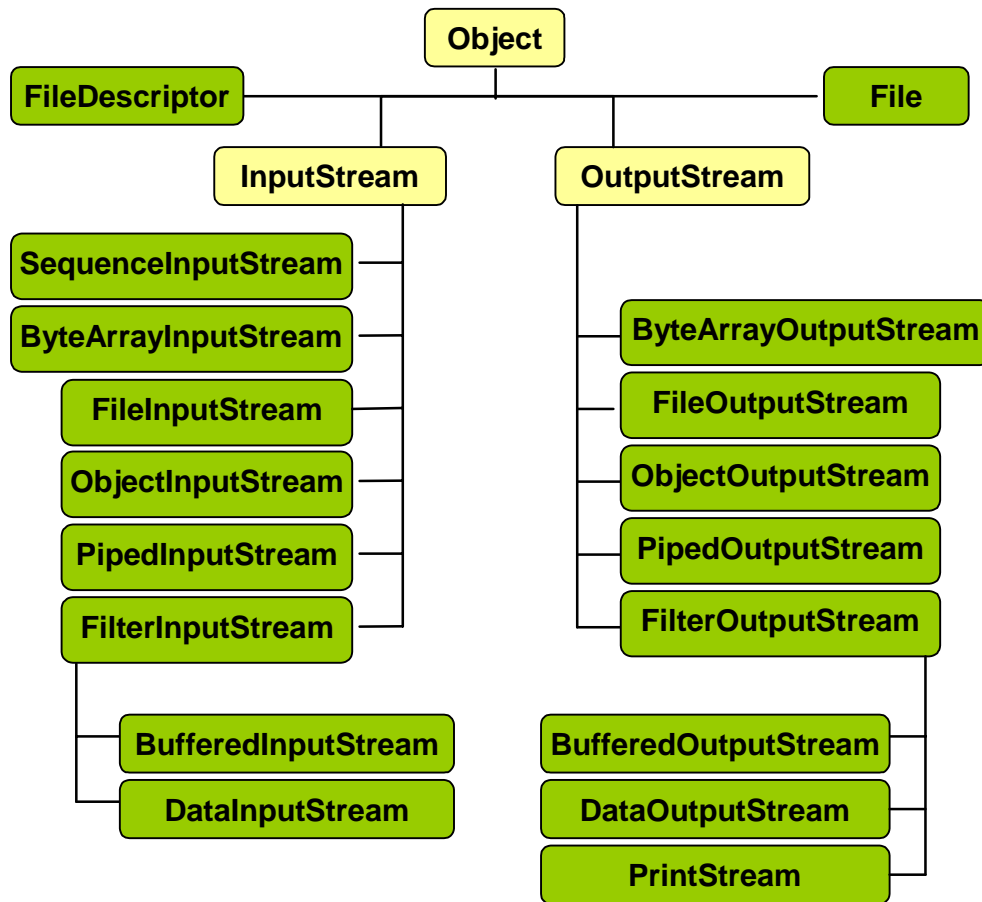 Object
FileDescriptor
File
InputStream
OutputStream
SequenceInputStream
ByteArrayInputStream
FileInputStream
ObjectInputStream
PipedInputStream
FilterInputStream
BufferedInputStream
DataInputStream
ByteArrayOutputStream
FileOutputStream
ObjectOutputStream
PipedOutputStream
FilterOutputStream
BufferedOutputStream
DataOutputStream
PrintStream